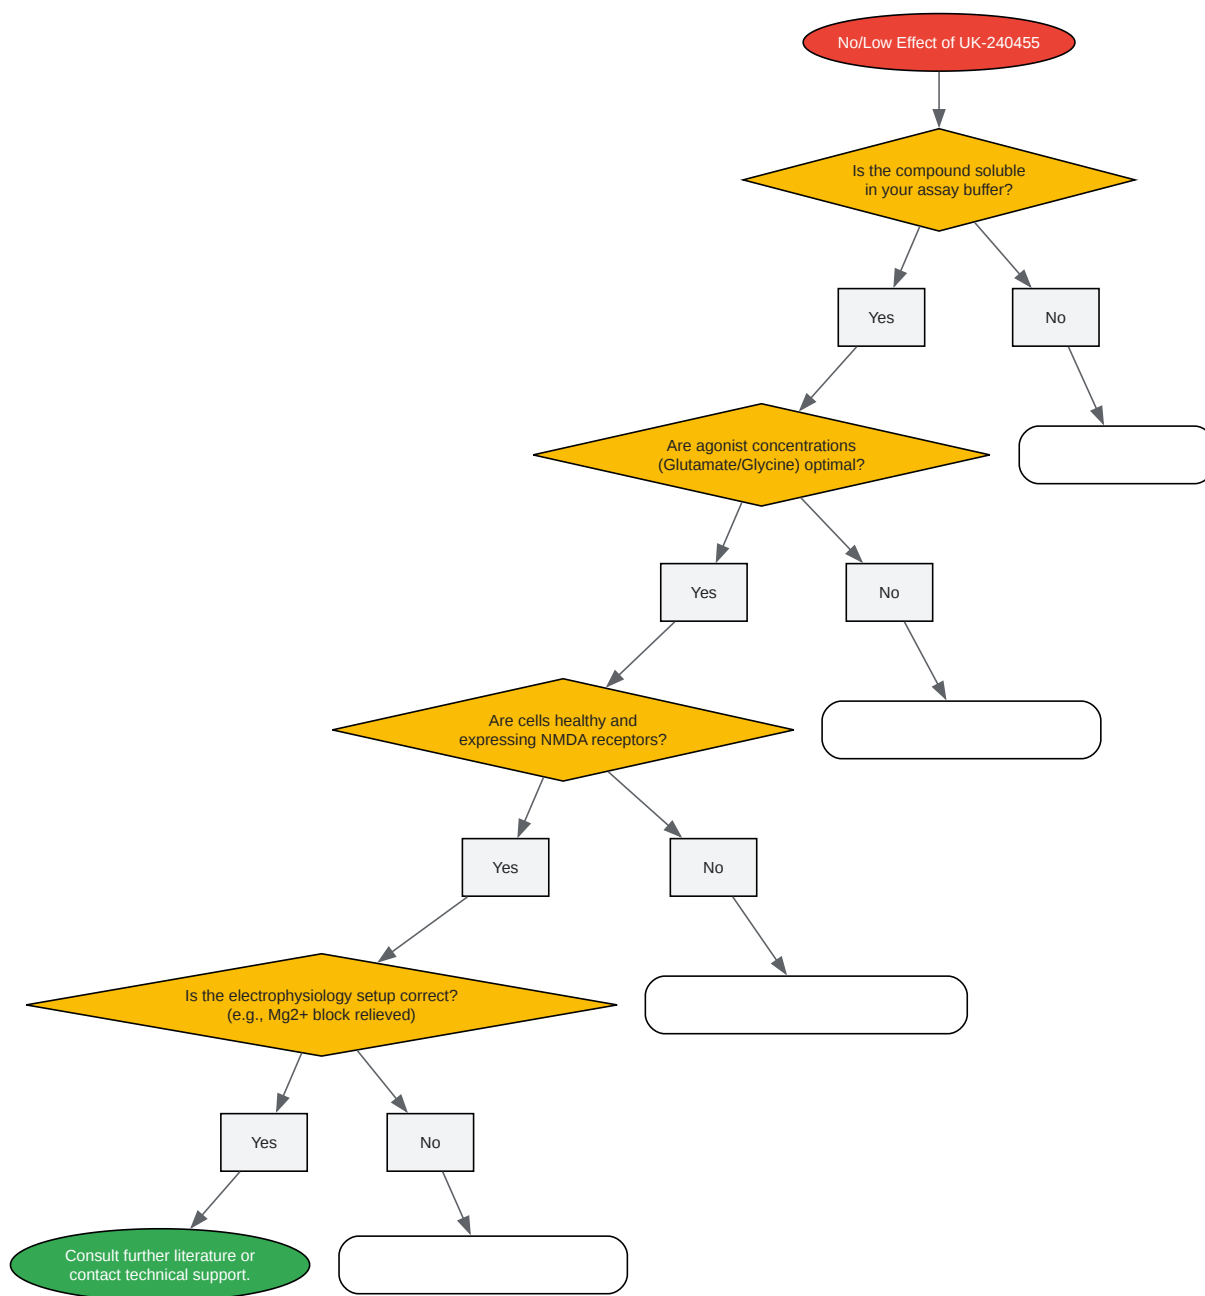 No/Low Effect of UK-240455
Is the compound soluble
in your assay buffer?
Yes
No
Are agonist concentrations
(Glutamate/Glycine) optimal?
Yes
No
Are cells healthy and
expressing NMDA receptors?
Yes
No
Is the electrophysiology setup correct?
(e.g., Mg2+ block relieved)
Yes
No
Consult further literature or
contact technical support.